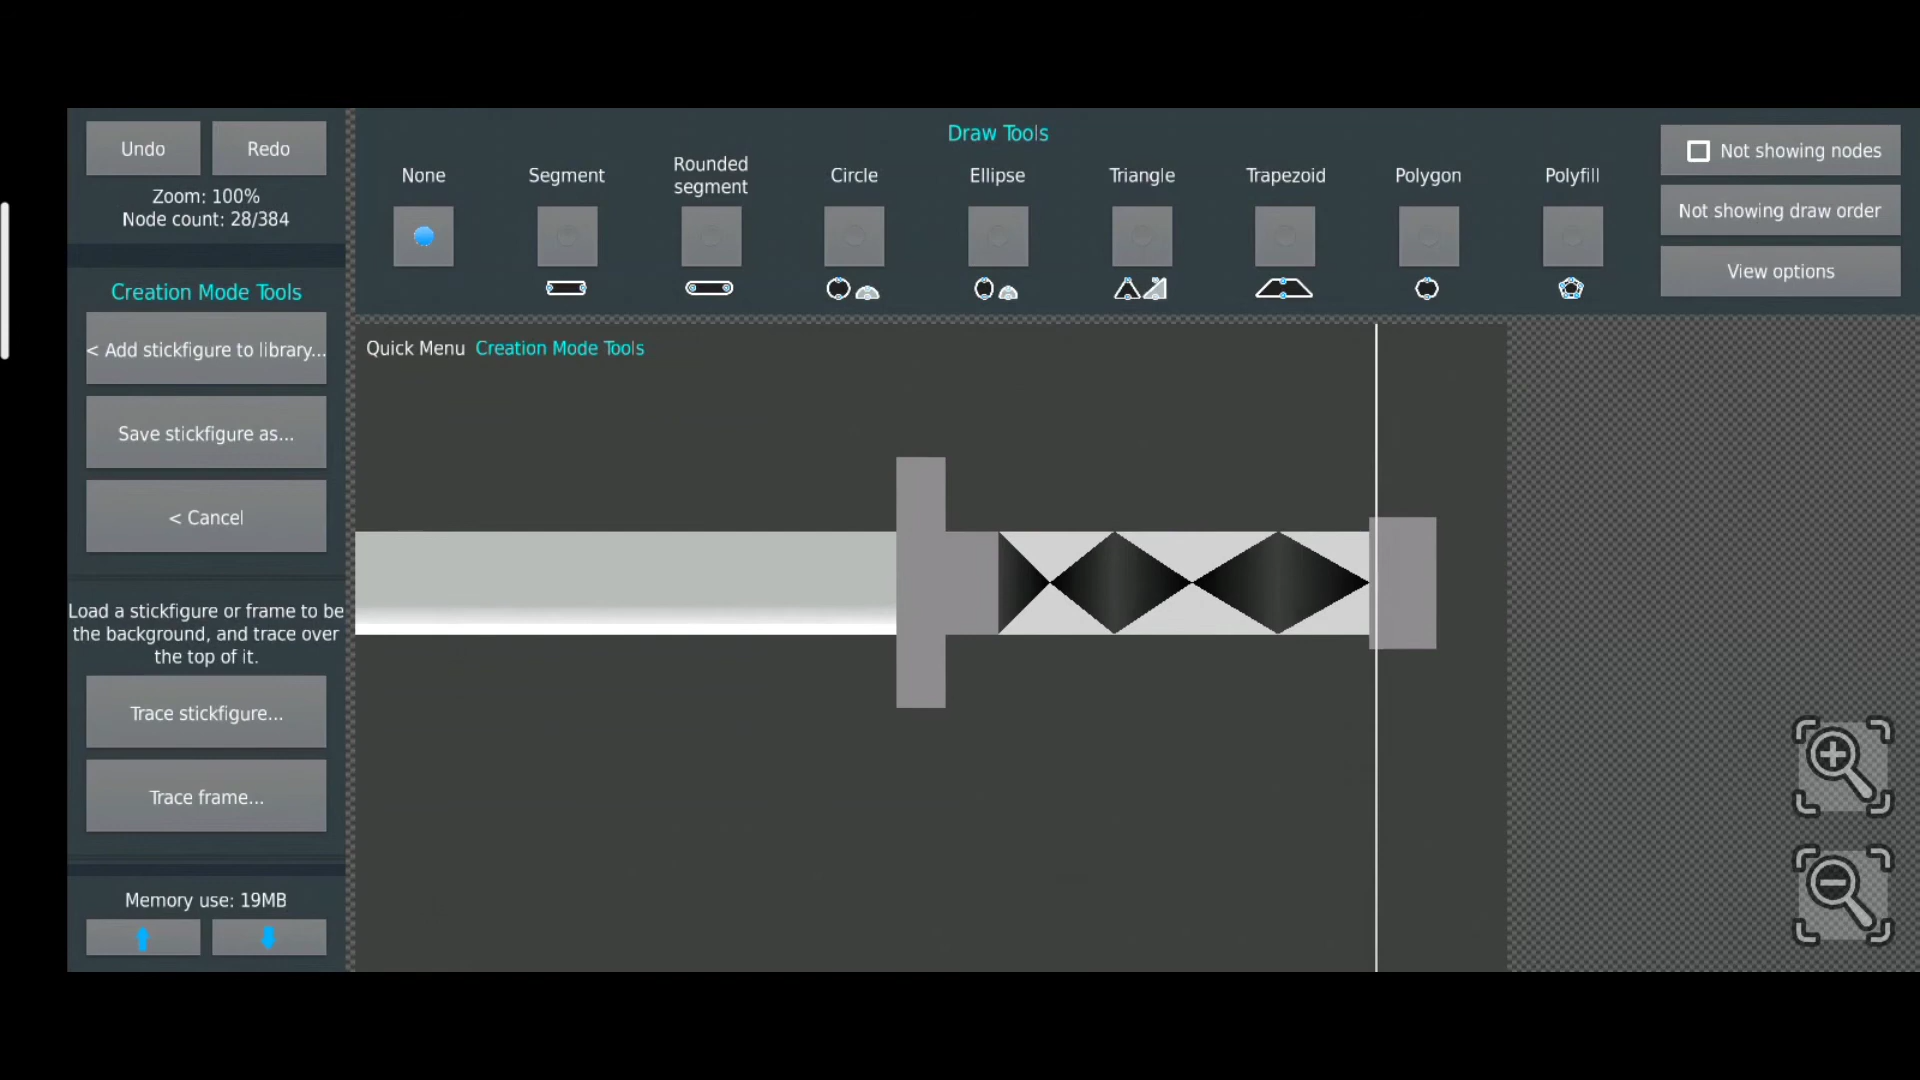 Undo
Redo
Zoom: 100%
Node count: 28/384
Creation Mode Tools
< Add stickfigure to library...
Save stickfigure as...
< Cancel
Load a stickfigure or frame to be
the background, and trace over
the top of it.
Trace stickfigure...
Trace frame...
Memory use: 19MB
Draw Tools
None
Segment
Rounded
segment
Circle
Ellipse
Triangle
Trapezoid
Polygon
Polyfill
Not showing nodes
Not showing draw order
View options
Quick Menu Creation Mode Tools